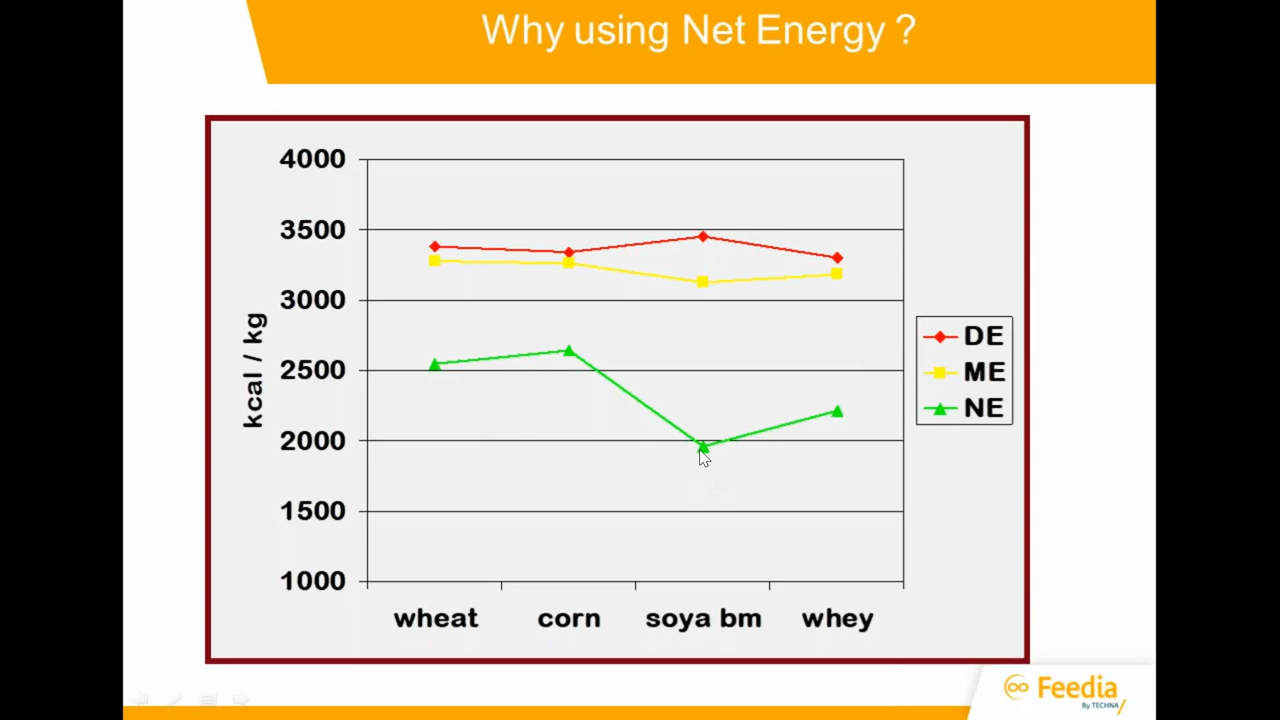 Why using Net Energy ?
4000
3500
3000
2500
2000
1500
1000
kcal / kg
wheat corn soya bm whey
DE
ME
NE
Feedia
By TECHNA